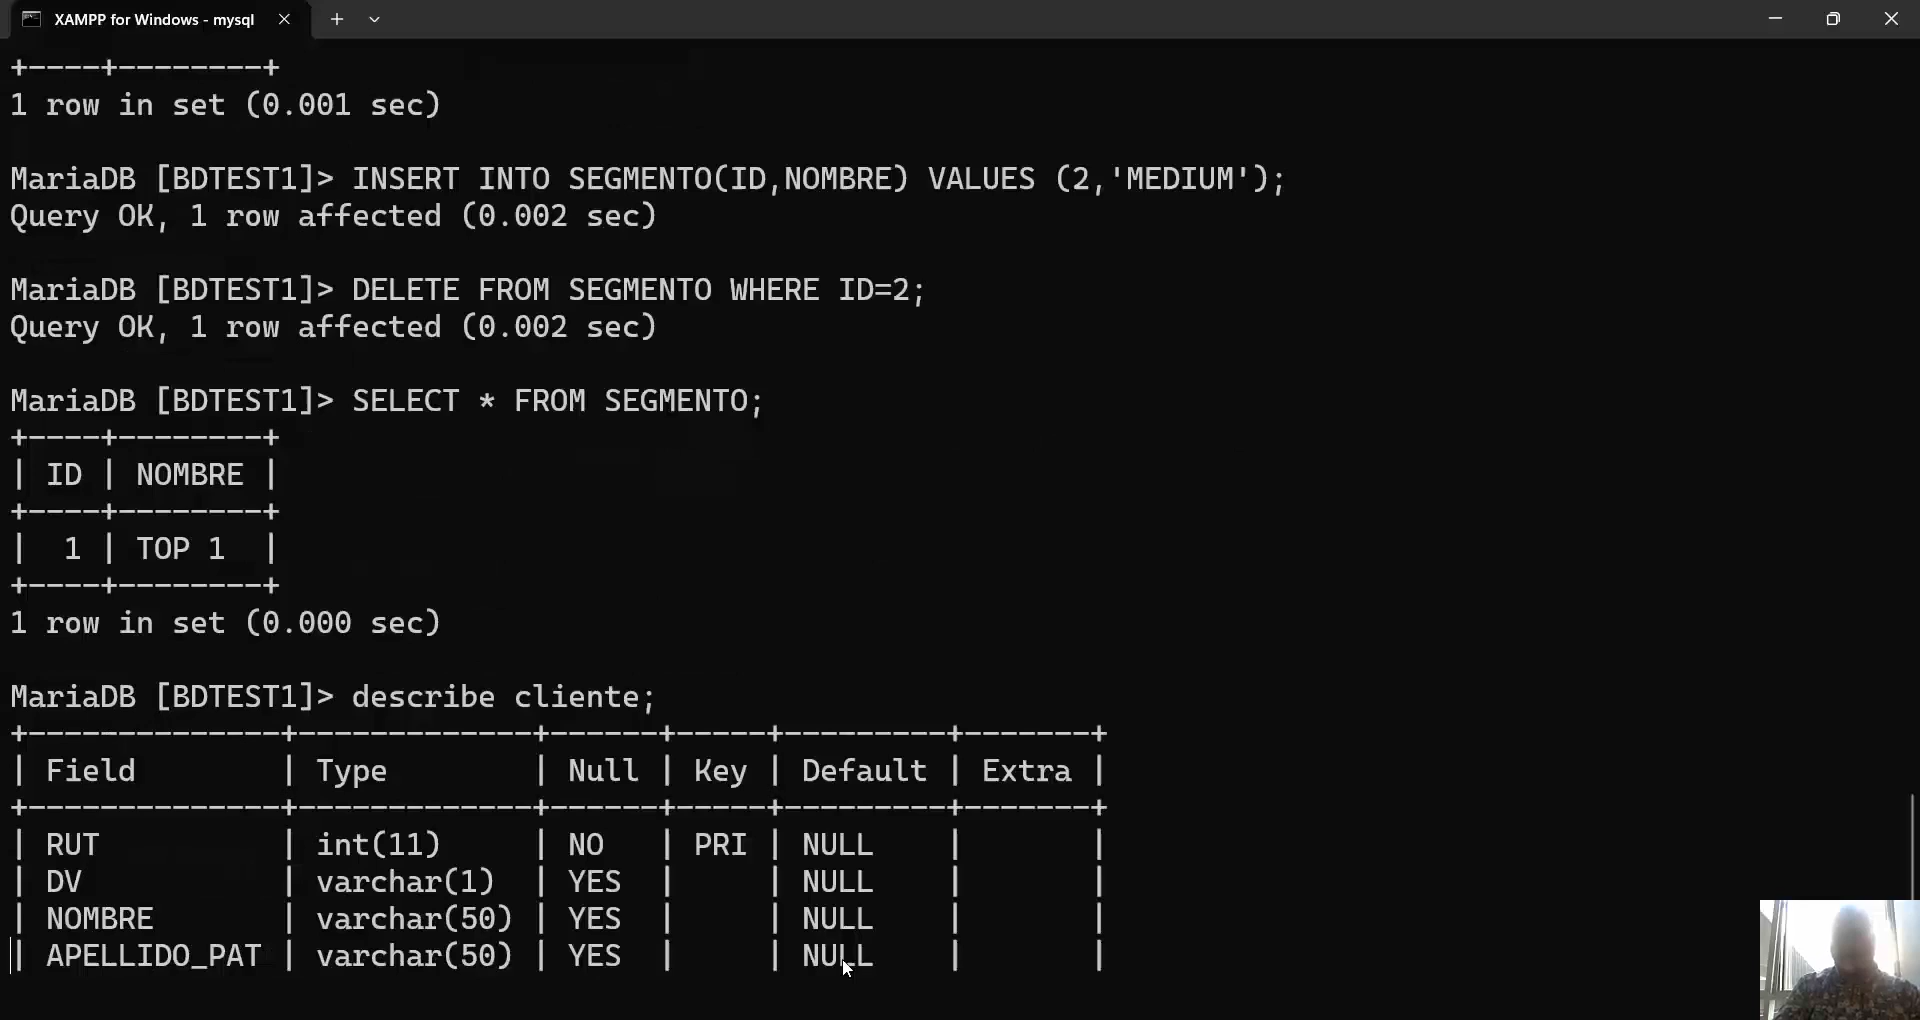 XAMPP for Windows - mysql
+----+--------+
1 row in set (0.001 sec)
MariaDB [BDTEST1]> INSERT INTO SEGMENTO(ID,NOMBRE) VALUES (2,'MEDIUM');
Query OK, 1 row affected (0.002 sec)
MariaDB [BDTEST1]> DELETE FROM SEGMENTO WHERE ID=2;
Query OK, 1 row affected (0.002 sec)
MariaDB [BDTEST1]> SELECT * FROM SEGMENTO;
+----+--------+
| ID | NOMBRE |
+----+--------+
|  1 | TOP 1  |
+----+--------+
1 row in set (0.000 sec)
MariaDB [BDTEST1]> describe cliente;
+--------------+-------------+------+-----+---------+-------+
| Field        | Type        | Null | Key | Default | Extra |
+--------------+-------------+------+-----+---------+-------+
| RUT          | int(11)     | NO   | PRI | NULL    |       |
| DV           | varchar(1)  | YES  |     | NULL    |       |
| NOMBRE       | varchar(50) | YES  |     | NULL    |       |
| APELLIDO_PAT | varchar(50) | YES  |     | NULL    |       |